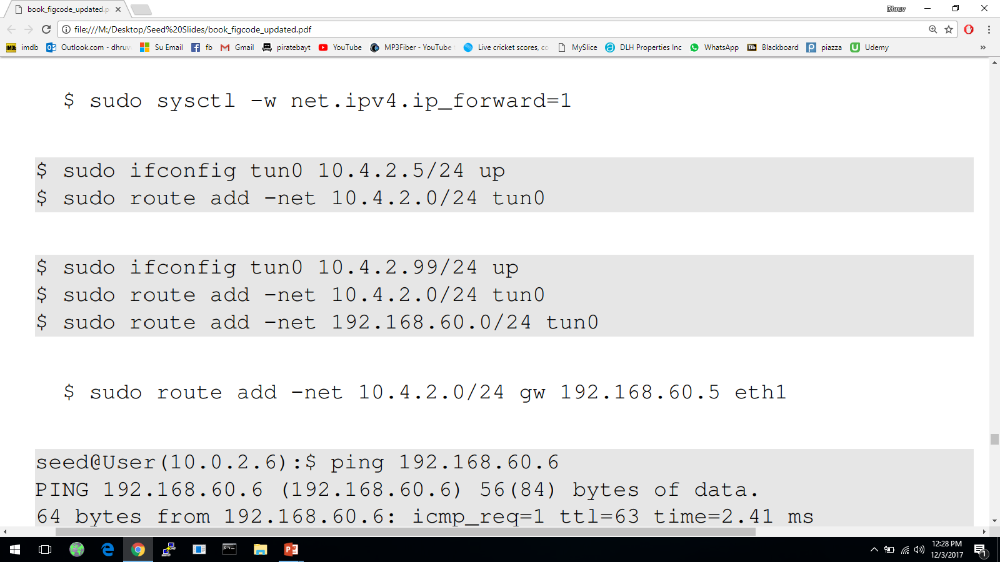 book_figcode_updated.p
Dhruv
file:///M:/Desktop/Seed%20Slides/book_figcode_updated.pdf
imdb Outlook.com - dhruv Su Email fb Gmail piratebayt YouTube MP3Fiber - YouTube Live cricket scores, co MySlice DLH Properties Inc WhatsApp Blackboard piazza Udemy »
$ sudo sysctl -w net.ipv4.ip_forward=1
$ sudo ifconfig tun0 10.4.2.5/24 up
$ sudo route add -net 10.4.2.0/24 tun0
$ sudo ifconfig tun0 10.4.2.99/24 up
$ sudo route add -net 10.4.2.0/24 tun0
$ sudo route add -net 192.168.60.0/24 tun0
$ sudo route add -net 10.4.2.0/24 gw 192.168.60.5 eth1
seed@User(10.0.2.6):$ ping 192.168.60.6
PING 192.168.60.6 (192.168.60.6) 56(84) bytes of data.
64 bytes from 192.168.60.6: icmp_req=1 ttl=63 time=2.41 ms
12:28 PM
12/3/2017
1